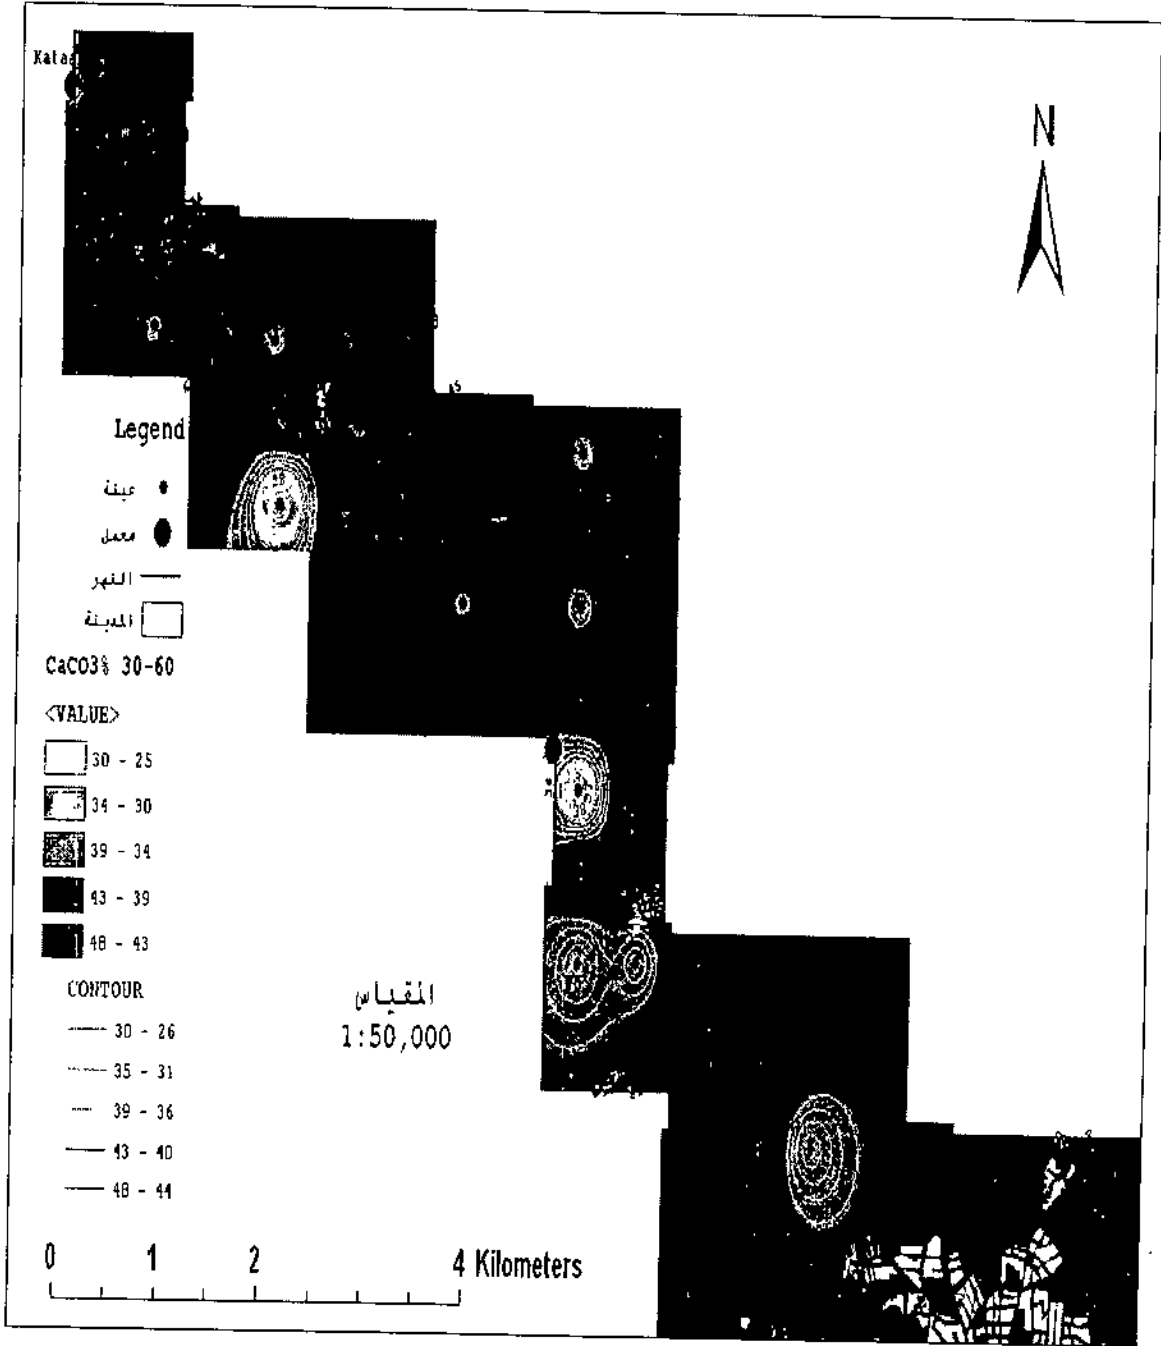 N
Legend
عينة
معمل
النهر
المدينة
CaCO3% 30-60
<VALUE>
30 - 25
34 - 30
39 - 34
43 - 39
48 - 43
CONTOUR
30 - 26
35 - 31
39 - 36
43 - 40
48 - 44
المقياس
1:50,000
0 1 2 4 Kilometers